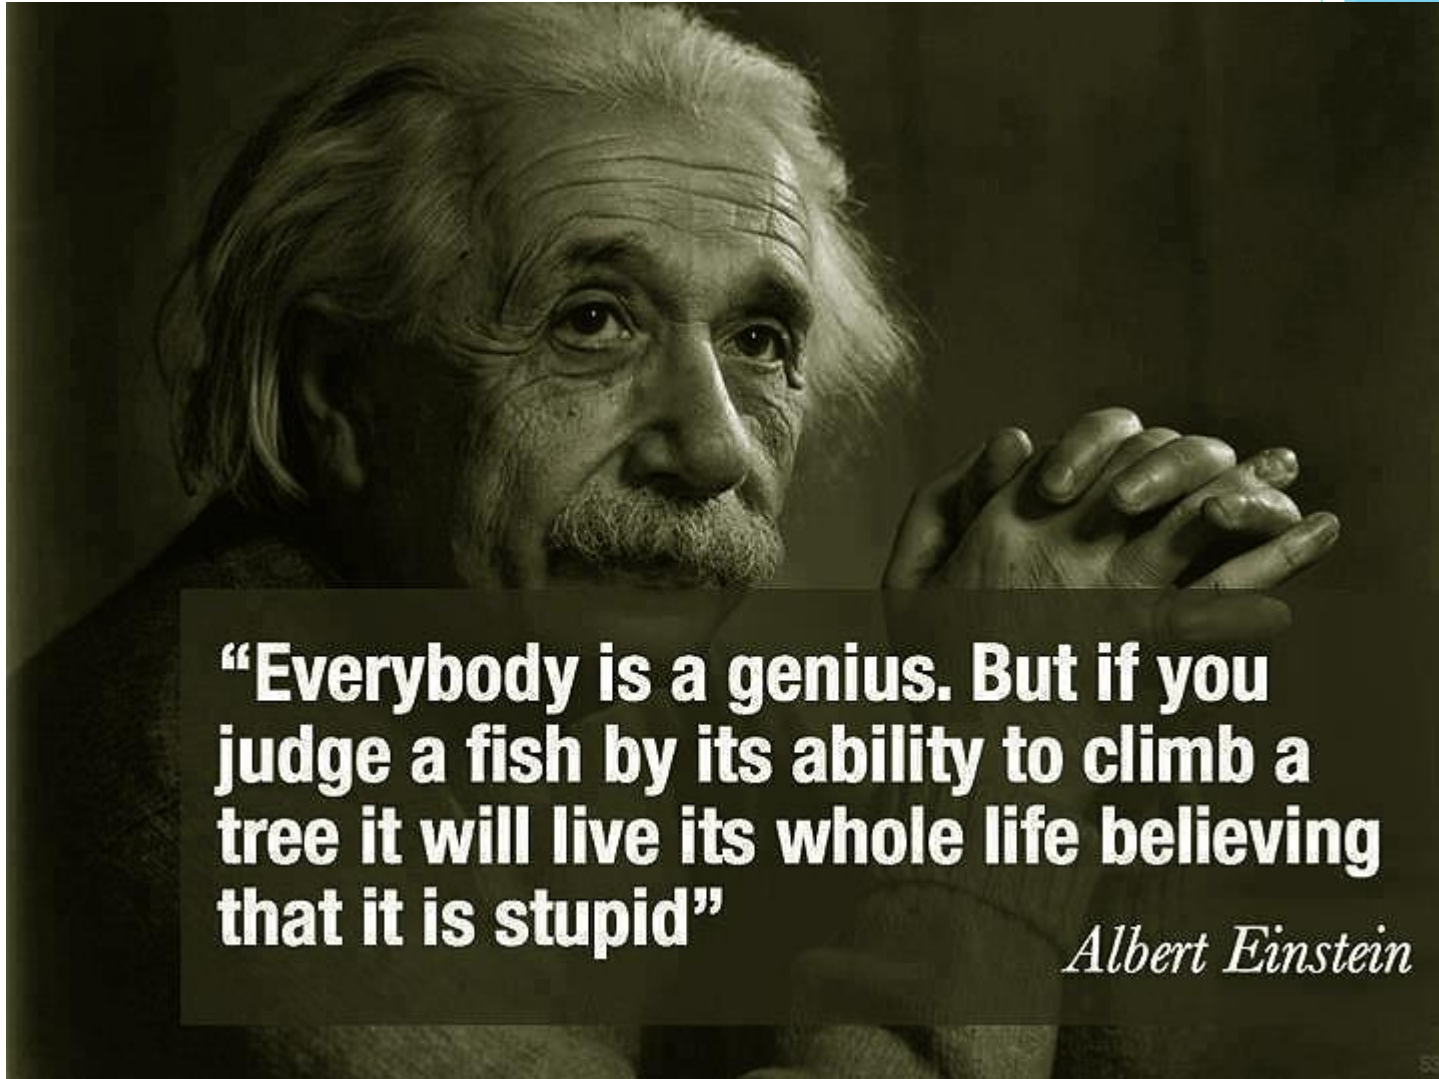 “Everybody is a genius. But if you
judge a fish by its ability to climb a
tree it will live its whole life believing
that it is stupid”
Albert Einstein